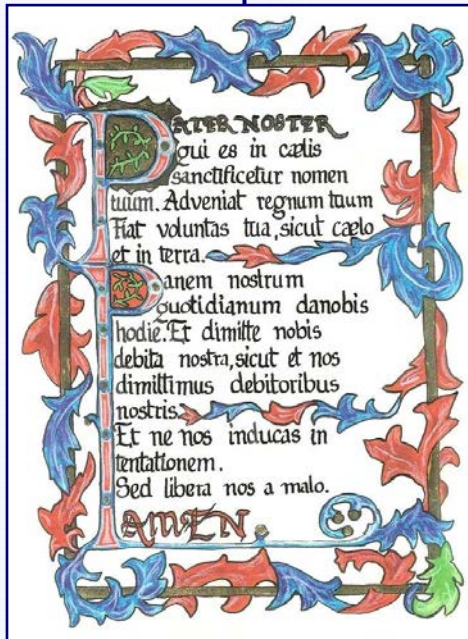 PATER NOSTER
qui es in cælis
sanctificetur nomen
tuum. Adveniat regnum tuum
Fiat voluntas tua, sicut cælo
et in terra.
Panem nostrum
quotidianum danobis
hodie. Et dimitte nobis
debita nostra, sicut et nos
dimittimus debitoribus
nostris.
Et ne nos inducas in
tentationem.
Sed libera nos a malo.
AMEN